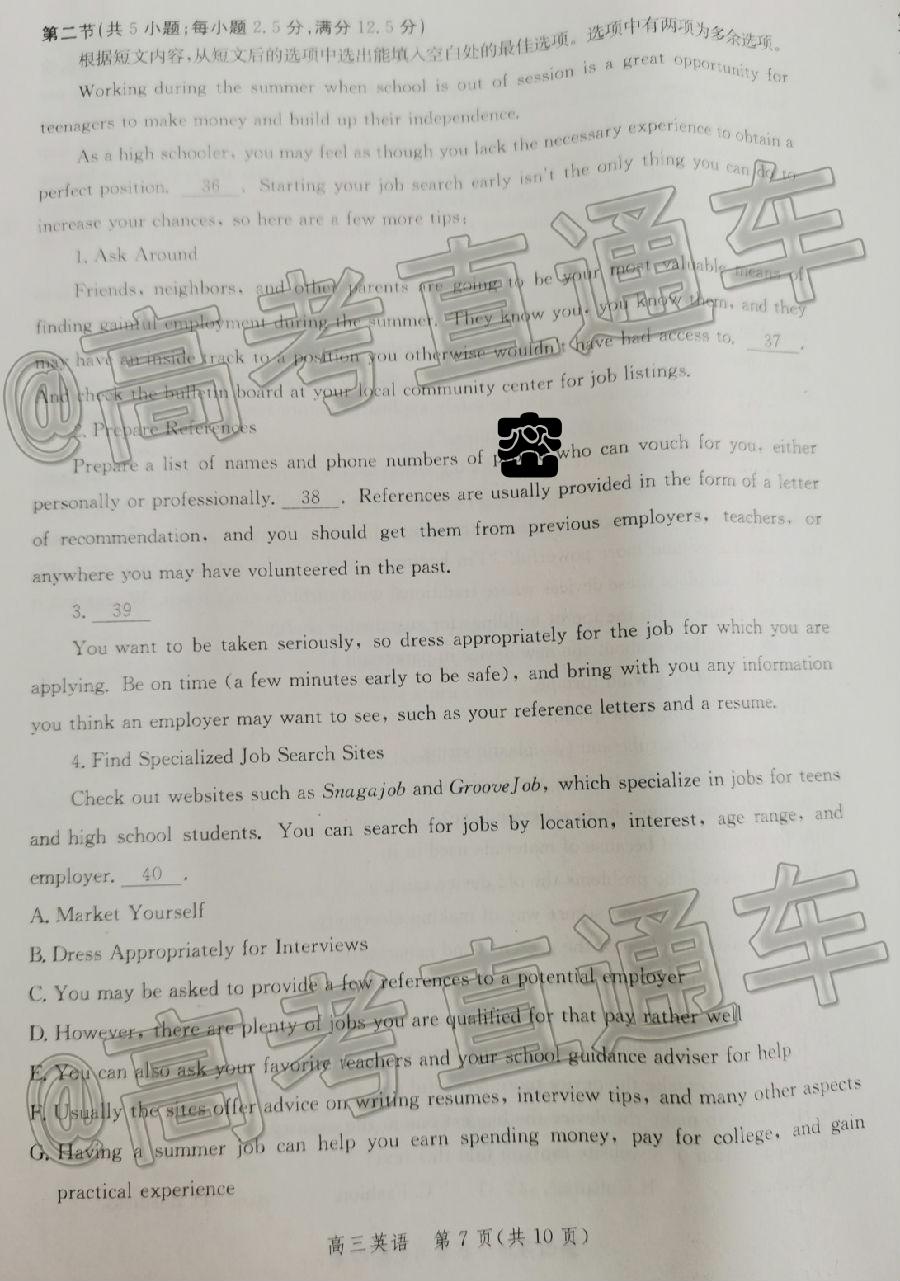 第二节(共 5 小题;每小题 2.5 分,满分 12.5 分)
根据短文内容,从短文后的选项中选出能填入空白处的最佳选项。选项中有两项为多余选项。
Working during the summer when school is out of session is a great opportunity for
teenagers to make money and build up their independence.
As a high schooler, you may feel as though you lack the necessary experience to obtain a
perfect position. 36 . Starting your job search early isn't the only thing you can do to
increase your chances, so here are a few more tips:
1. Ask Around
Friends, neighbors, and other parents are going to be your most valuable means of
finding gainful employment during the summer. They know you, you know them, and they
may have an inside track to a position you otherwise wouldn't have had access to. 37 .
And check the bulletin board at your local community center for job listings.
2. Prepare References
Prepare a list of names and phone numbers of who can vouch for you, either
personally or professionally. 38 . References are usually provided in the form of a letter
of recommendation, and you should get them from previous employers, teachers, or
anywhere you may have volunteered in the past.
3. 39
You want to be taken seriously, so dress appropriately for the job for which you are
applying. Be on time (a few minutes early to be safe), and bring with you any information
you think an employer may want to see, such as your reference letters and a resume.
4. Find Specialized Job Search Sites
Check out websites such as Snagajob and GrooveJob, which specialize in jobs for teens
and high school students. You can search for jobs by location, interest, age range, and
employer. 40 .
A. Market Yourself
B. Dress Appropriately for Interviews
C. You may be asked to provide a few references to a potential employer
D. However, there are plenty of jobs you are qualified for that pay rather well
E. You can also ask your favorite teachers and your school guidance adviser for help
F. Usually the sites offer advice on writing resumes, interview tips, and many other aspects
G. Having a summer job can help you earn spending money, pay for college, and gain
practical experience
高三英语 第 7 页(共 10 页)
@高考直通车
@高考直通车